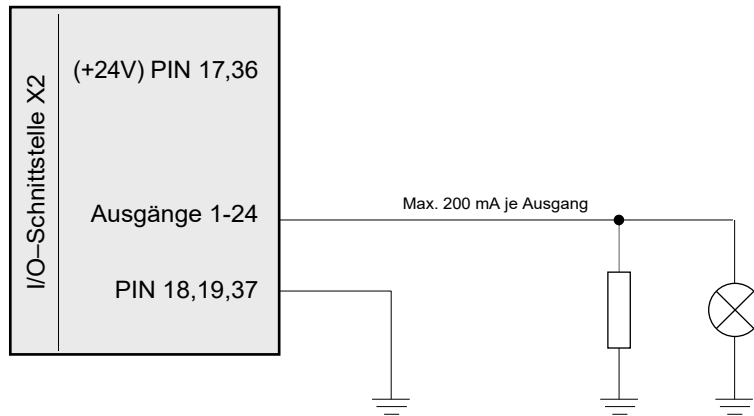 I/O–Schnittstelle X2
(+24V) PIN 17,36
Ausgänge 1-24
Max. 200 mA je Ausgang
PIN 18,19,37